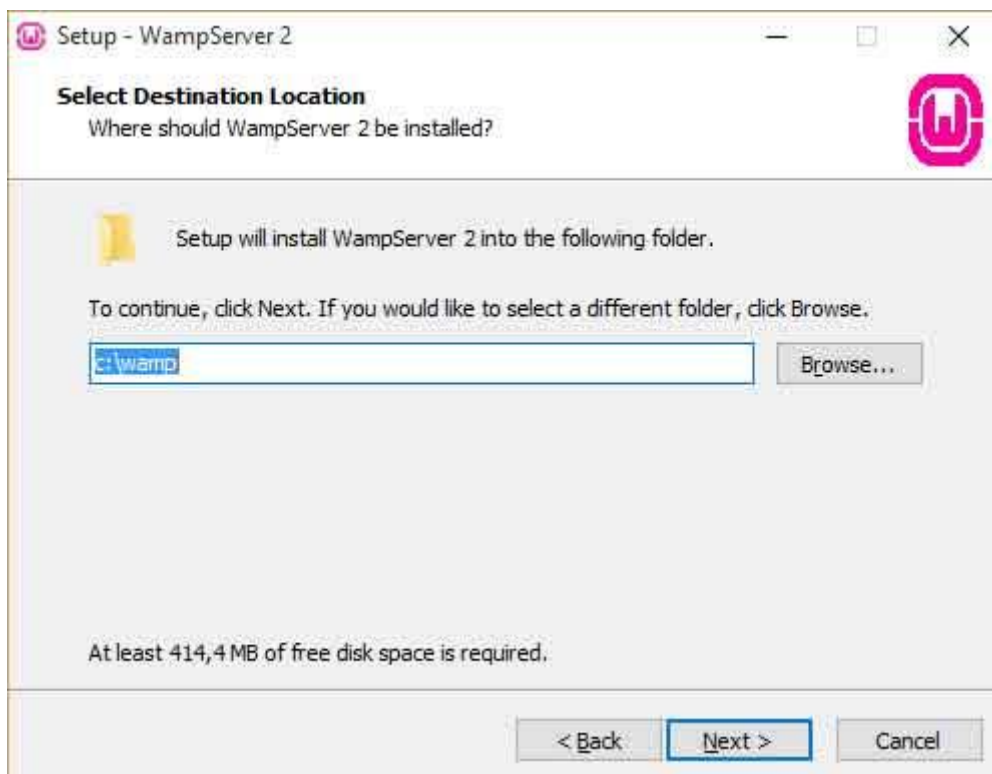 Setup - WampServer 2
Select Destination Location
Where should WampServer 2 be installed?
W
Setup will install WampServer 2 into the following folder.
To continue, click Next. If you would like to select a different folder, click Browse.
c:\wamp
Browse...
At least 414,4 MB of free disk space is required.
< Back
Next >
Cancel